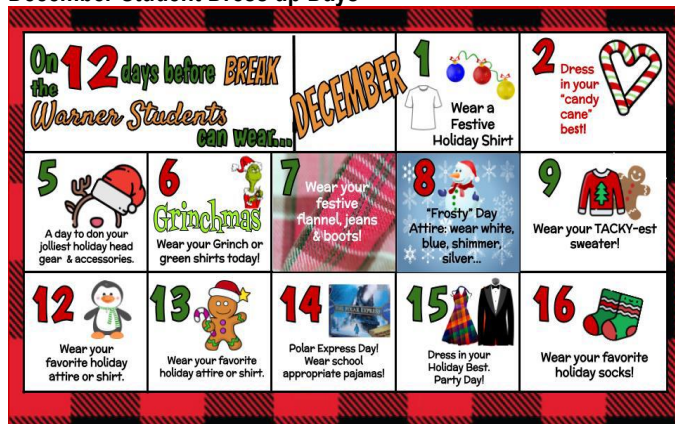 December Student Dress up Days
On the 12 days before BREAK
Warner Students
can wear...
DECEMBER
1
Wear a
Festive
Holiday Shirt
2
Dress
in your
"candy
cane"
best!
5
A day to don your
jolliest holiday head
gear & accessories.
6
Grinchmas
Wear your Grinch or
green shirts today!
7
Wear your
festive
flannel, jeans
& boots!
8
"Frosty" Day
Attire: wear white,
blue, shimmer,
silver...
9
Wear your TACKY-est
sweater!
12
Wear your
favorite holiday
attire or shirt.
13
Wear your favorite
holiday attire or shirt.
14
THE POLAR EXPRESS
Polar Express Day!
Wear school
appropriate pajamas!
15
Dress in your
Holiday Best.
Party Day!
16
Wear your favorite
holiday socks!